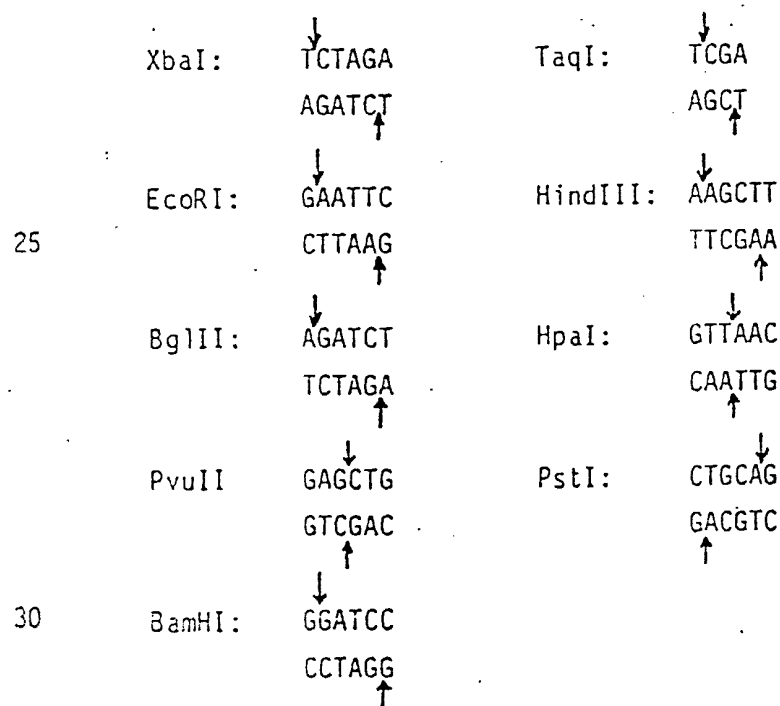 XbaI: TCTAGA TaqI: TCGA
AGATCT AGCT
EcoRI: GAATTC HindIII: AAGCTT
25 CTTAAG TTCGAA
BglII: AGATCT HpaI: GTTAAC
TCTAGA CAATTG
PvuII GAGCTG PstI: CTGCAG
GTCGAC GACGTC
30 BamHI: GGATCC
CCTAGG